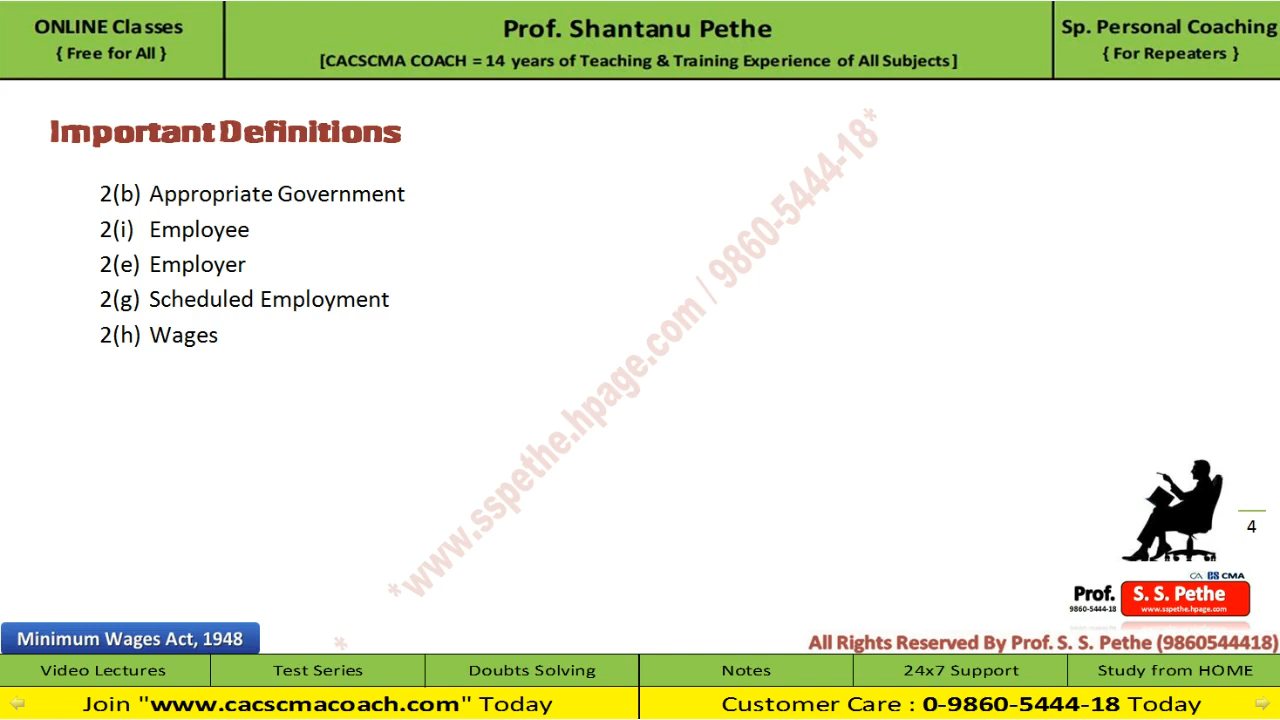 ONLINE Classes
{ Free for All }
Prof. Shantanu Pethe
[CACSCMA COACH = 14 years of Teaching & Training Experience of All Subjects]
Sp. Personal Coaching
{ For Repeaters }
Important Definitions
2(b) Appropriate Government
2(i) Employee
2(e) Employer
2(g) Scheduled Employment
2(h) Wages
*www.sspethe.hpage.com / 9860-5444-18*
*
4
CA CS CMA
Prof. S. S. Pethe
9860-5444-18 www.sspethe.hpage.com
Minimum Wages Act, 1948
All Rights Reserved By Prof. S. S. Pethe (9860544418)
Video Lectures
Test Series
Doubts Solving
Notes
24x7 Support
Study from HOME
Join "www.cacscmacoach.com" Today
Customer Care : 0-9860-5444-18 Today